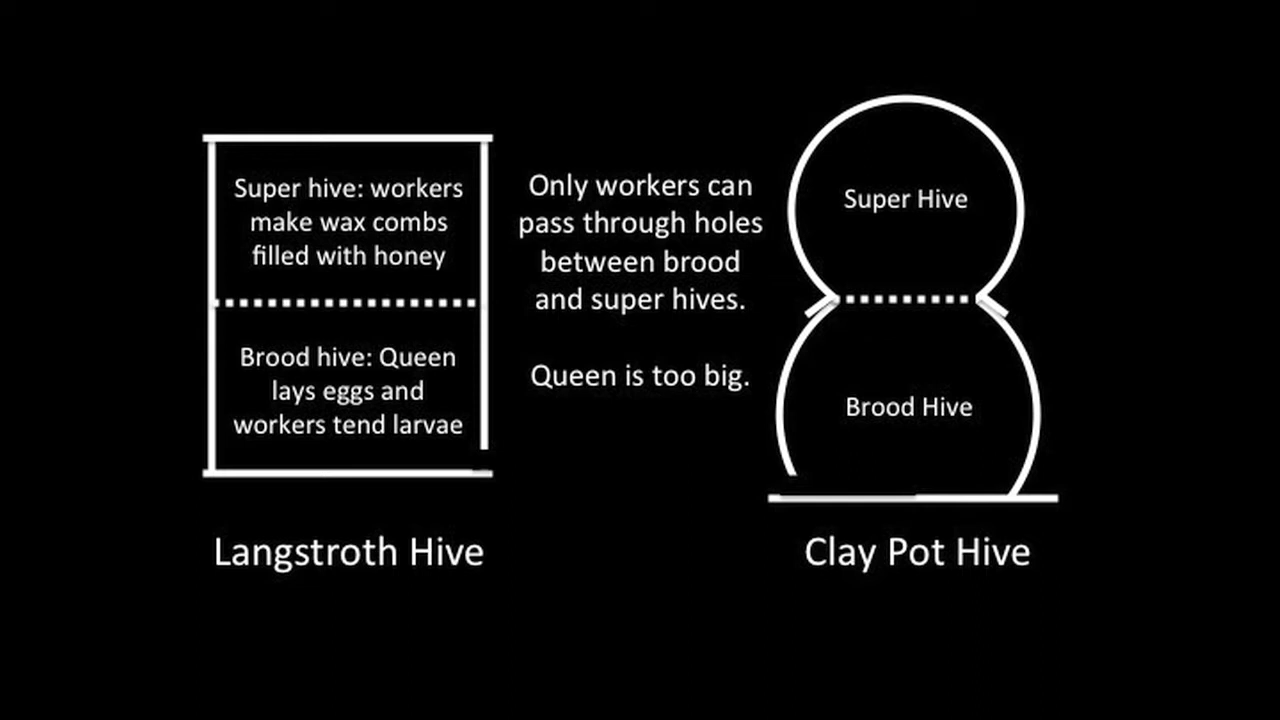 Super hive: workers
make wax combs
filled with honey
Brood hive: Queen
lays eggs and
workers tend larvae
Langstroth Hive
Only workers can
pass through holes
between brood
and super hives.
Queen is too big.
Super Hive
Brood Hive
Clay Pot Hive